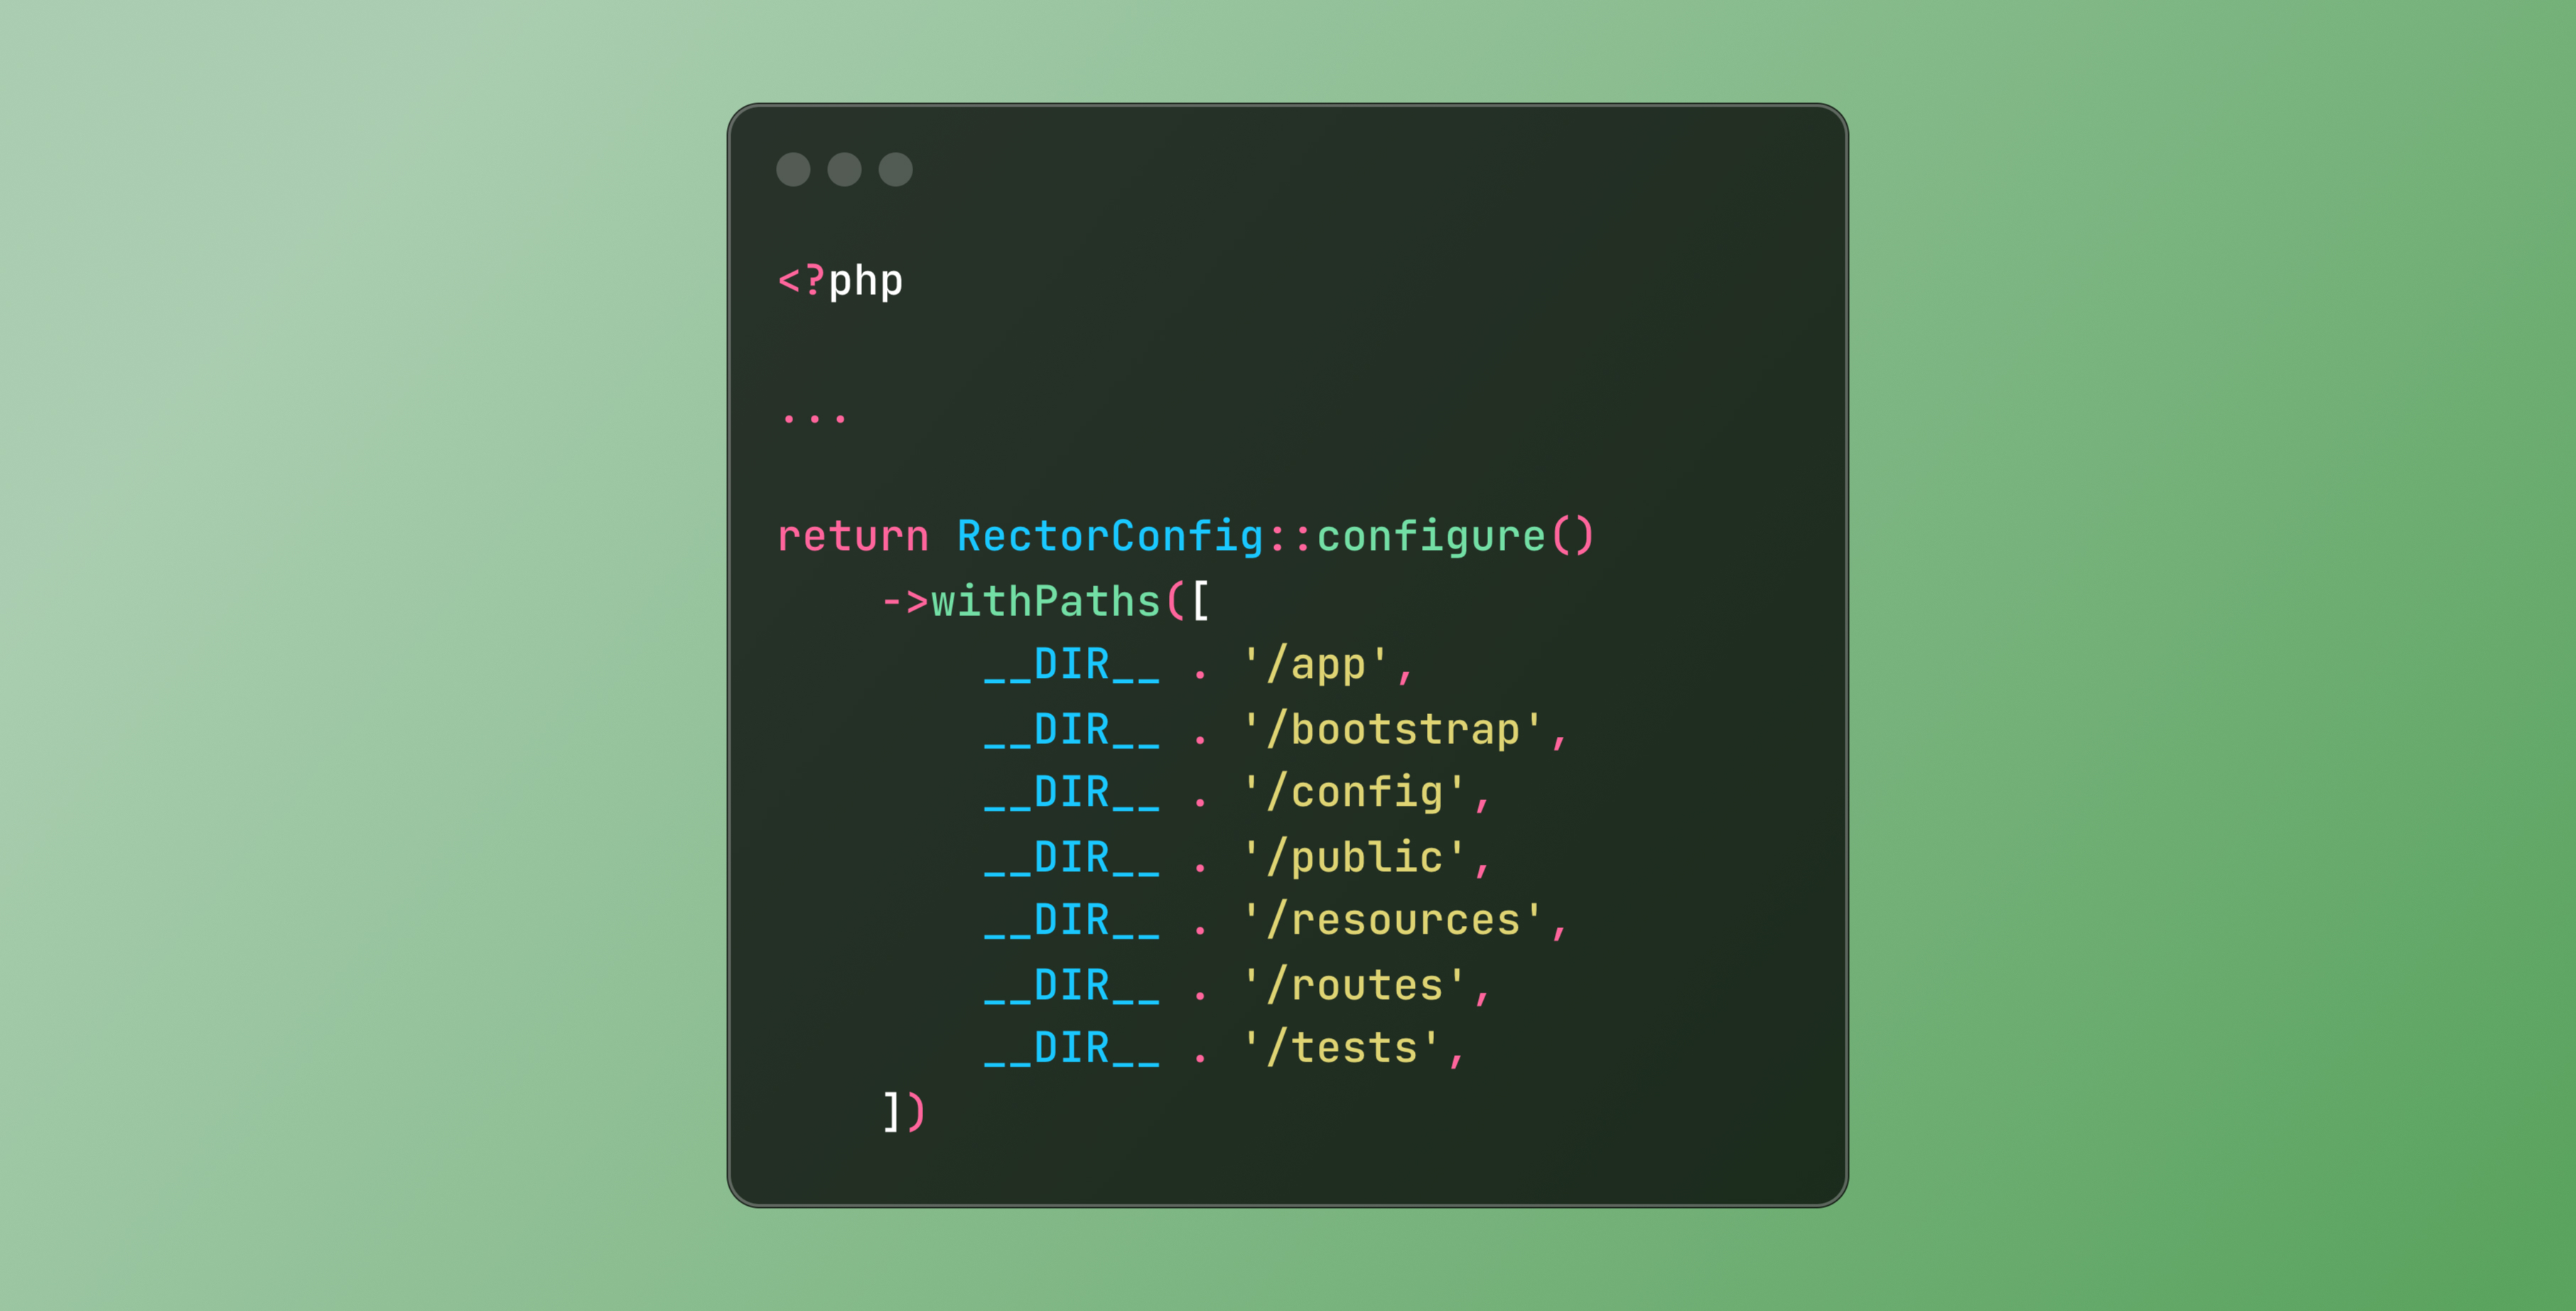 <?php
...
return RectorConfig::configure()
    ->withPaths([
        __DIR__ . '/app',
        __DIR__ . '/bootstrap',
        __DIR__ . '/config',
        __DIR__ . '/public',
        __DIR__ . '/resources',
        __DIR__ . '/routes',
        __DIR__ . '/tests',
    ])